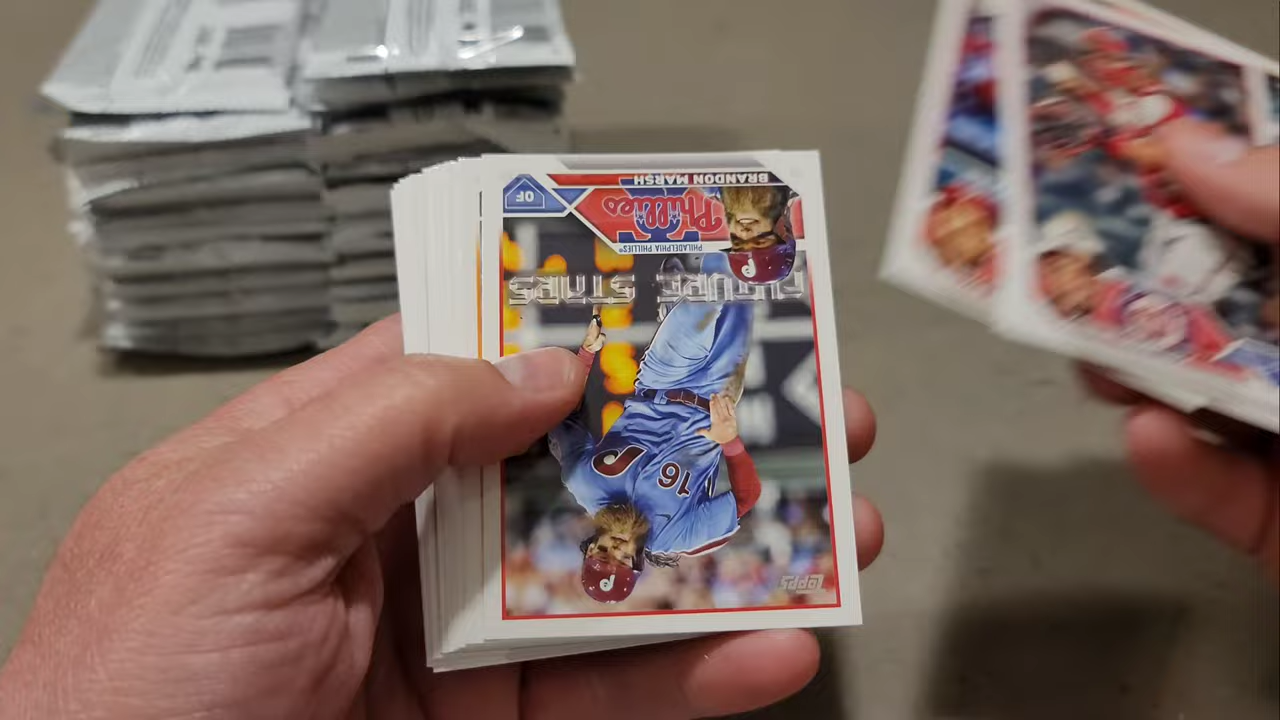 BRANDON MARSH
OF
Phillies
PHILADELPHIA PHILLIES®
FUTURE STARS
16
P
P
P
TOPPS